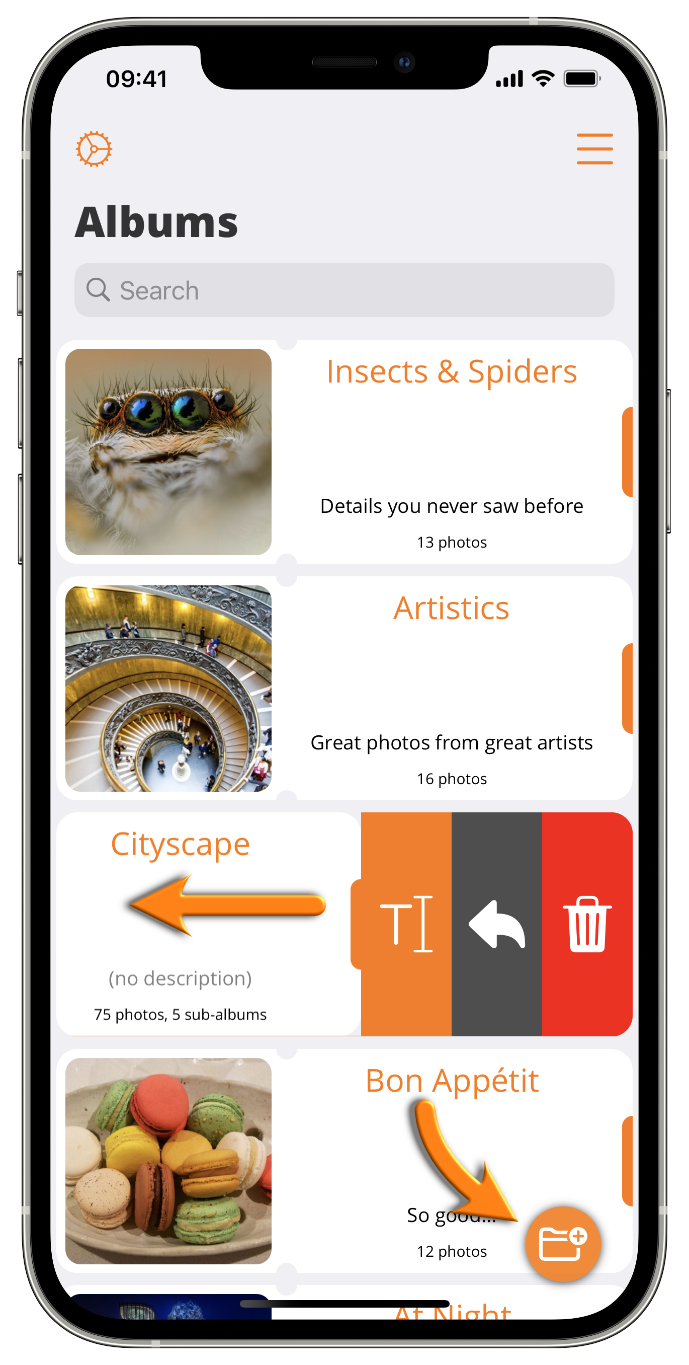 09:41
Albums
Search
Insects & Spiders
Details you never saw before
13 photos
Artistics
Great photos from great artists
16 photos
Cityscape
(no description)
75 photos, 5 sub-albums
Bon Appétit
So good...
12 photos
At Night